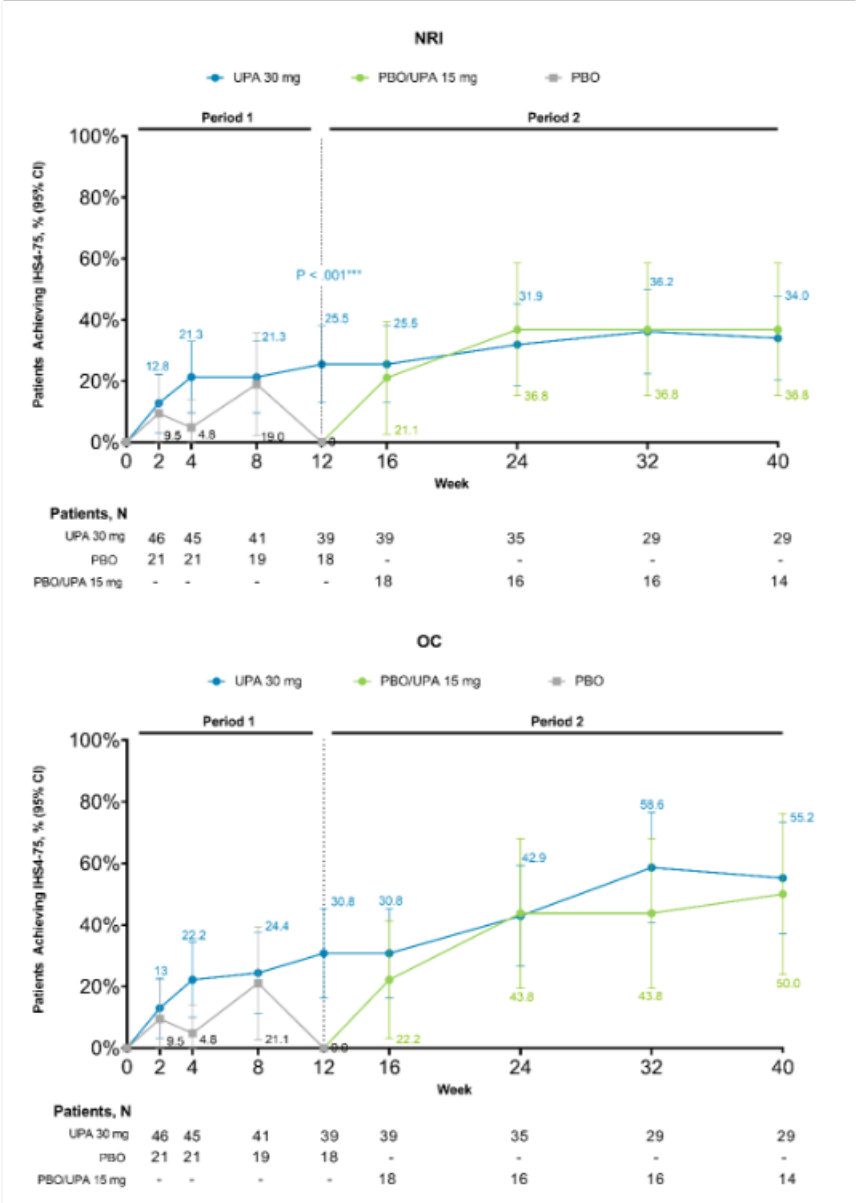 NRI
UPA 30 mg PBO/UPA 15 mg PBO
Period 1 Period 2
Patients Achieving IHS4-75, % (95% CI)
100%
80%
60%
P < .001***
40%
20%
0%
12.8 21.3 21.3 25.5 25.5 31.9 36.2 34.0
9.5 4.8 19.0 0 21.1 36.8 36.8 36.8
0 2 4 8 12 16 24 32 40
Week
Patients, N
UPA 30 mg 46 45 41 39 39 35 29 29
PBO 21 21 19 18 - - - -
PBO/UPA 15 mg - - - - 18 16 16 14
OC
UPA 30 mg PBO/UPA 15 mg PBO
Period 1 Period 2
Patients Achieving IHS4-75, % (95% CI)
100%
80%
60%
40%
20%
0%
13 22.2 24.4 30.8 30.8 42.9 58.6 55.2
9.5 4.8 21.1 0.0 22.2 43.8 43.8 50.0
0 2 4 8 12 16 24 32 40
Week
Patients, N
UPA 30 mg 46 45 41 39 39 35 29 29
PBO 21 21 19 18 - - - -
PBO/UPA 15 mg - - - - 18 16 16 14